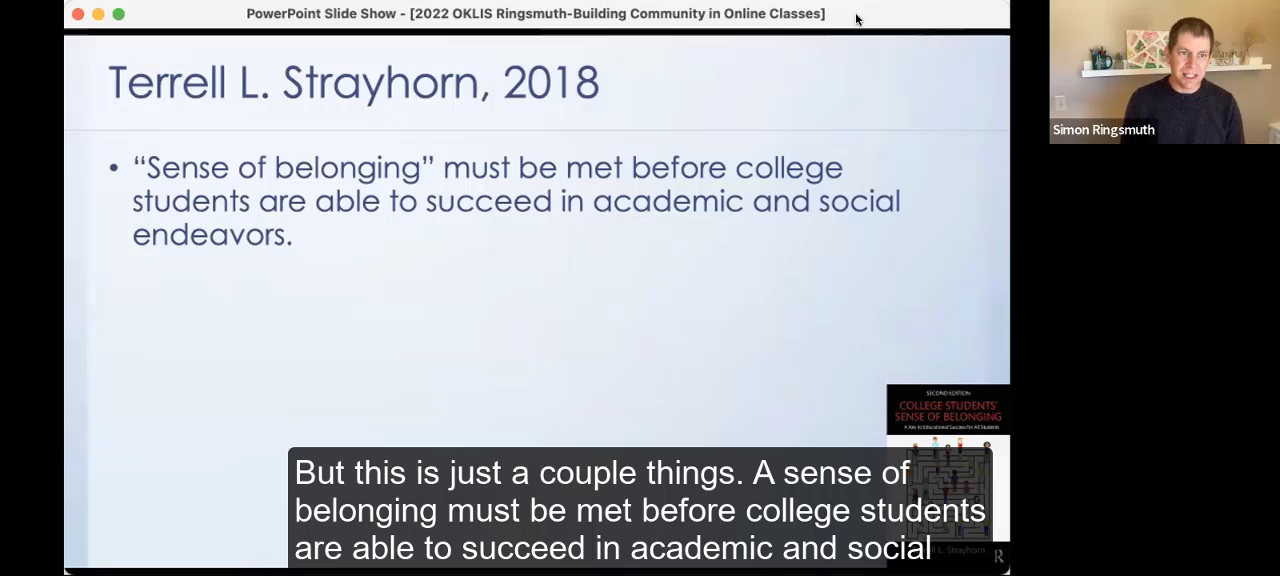 PowerPoint Slide Show - [2022 OKLIS Ringsmuth-Building Community in Online Classes]
Terrell L. Strayhorn, 2018
• “Sense of belonging” must be met before college
students are able to succeed in academic and social
endeavors.
Simon Ringsmuth
SECOND EDITION
COLLEGE STUDENTS'
SENSE OF BELONGING
A Key to Educational Success for All Students
But this is just a couple things. A sense of
belonging must be met before college students
are able to succeed in academic and social
L. Strayhorn
R